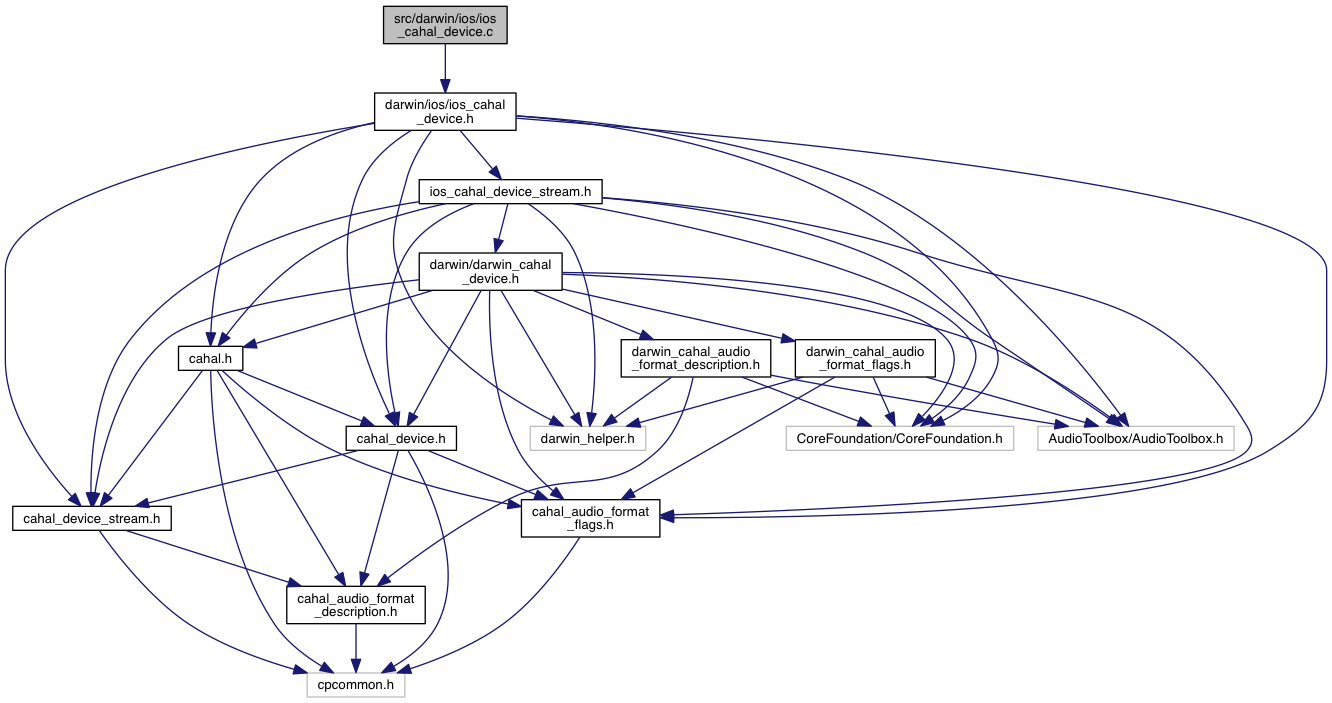 src/darwin/ios/ios
_cahal_device.c
darwin/ios/ios_cahal
_device.h
ios_cahal_device_stream.h
darwin/darwin_cahal
_device.h
cahal.h
darwin_cahal_audio
_format_description.h
darwin_cahal_audio
_format_flags.h
cahal_device.h
darwin_helper.h
CoreFoundation/CoreFoundation.h
AudioToolbox/AudioToolbox.h
cahal_device_stream.h
cahal_audio_format
_flags.h
cahal_audio_format
_description.h
cpcommon.h